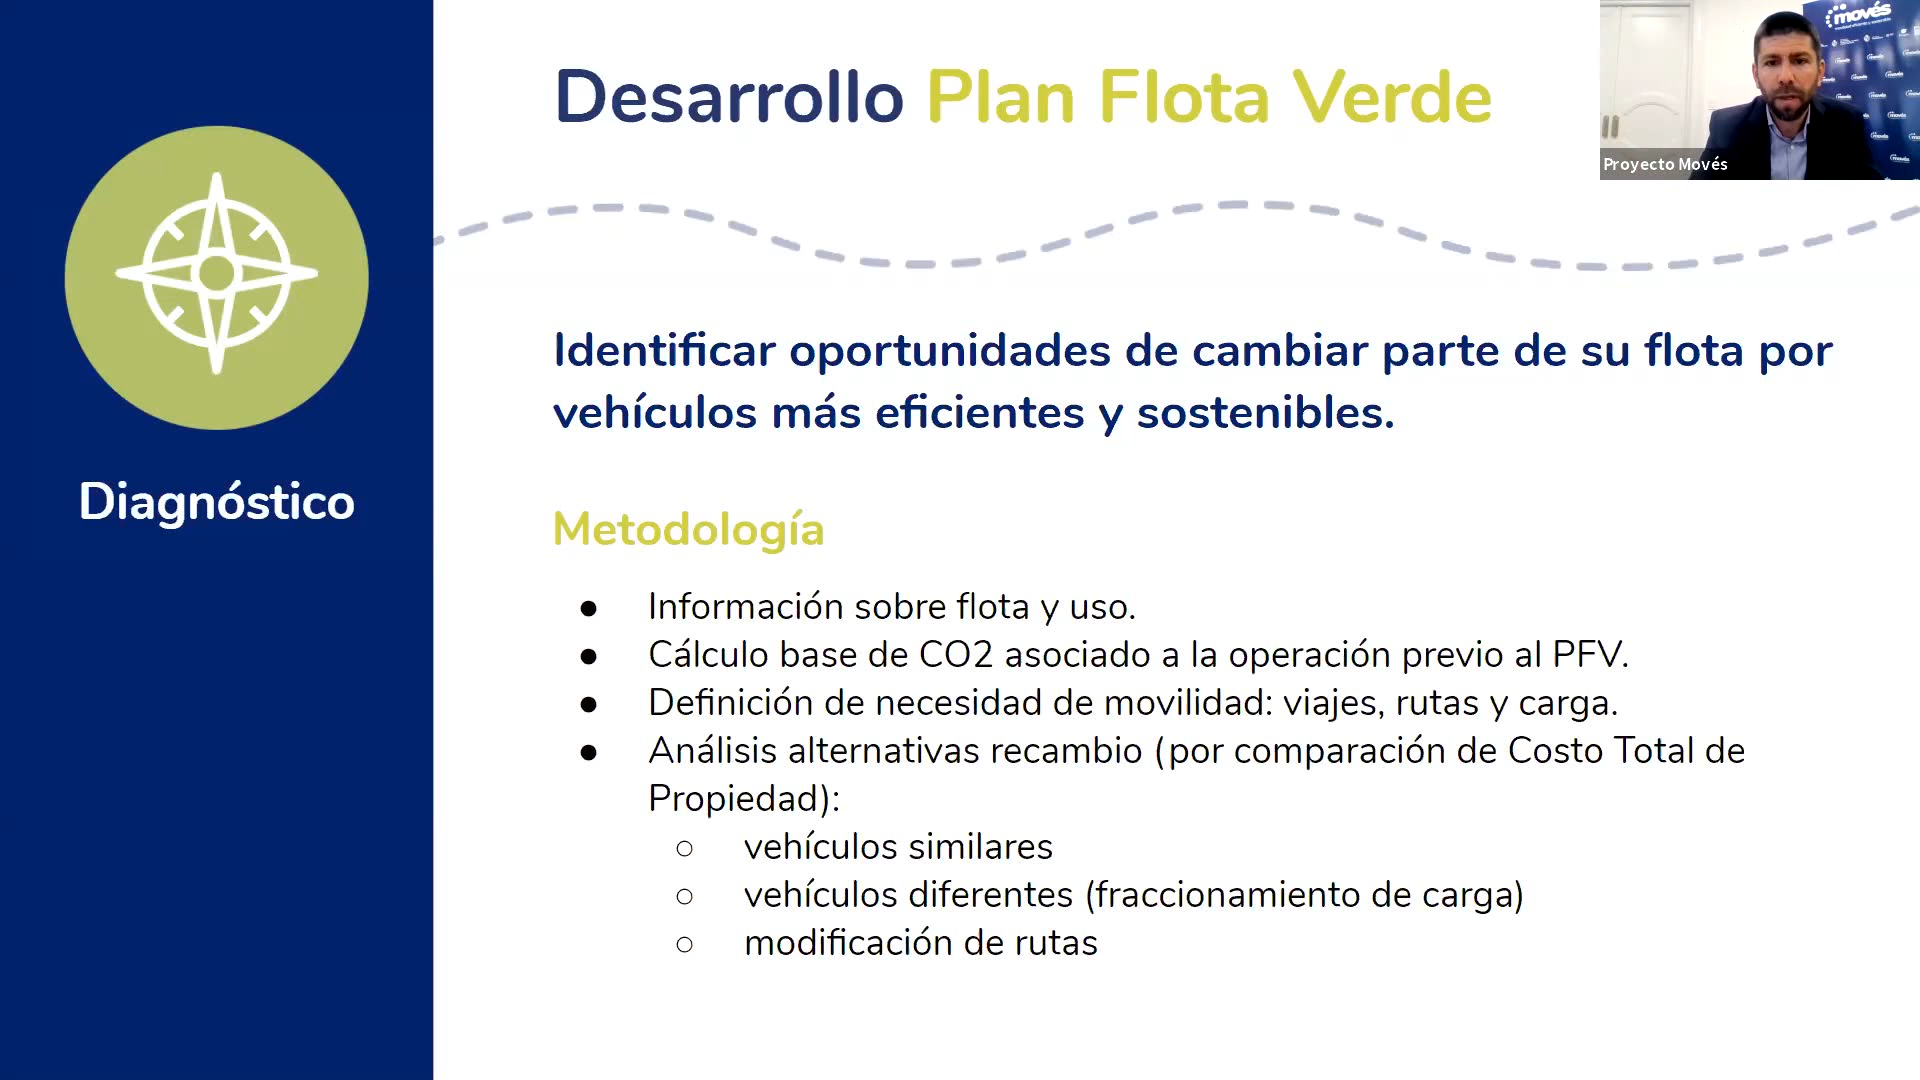 Desarrollo Plan Flota Verde
movés
Proyecto Movés
Diagnóstico
Identificar oportunidades de cambiar parte de su flota por
vehículos más eficientes y sostenibles.
Metodología
● Información sobre flota y uso.
● Cálculo base de CO2 asociado a la operación previo al PFV.
● Definición de necesidad de movilidad: viajes, rutas y carga.
● Análisis alternativas recambio (por comparación de Costo Total de
Propiedad):
○ vehículos similares
○ vehículos diferentes (fraccionamiento de carga)
○ modificación de rutas